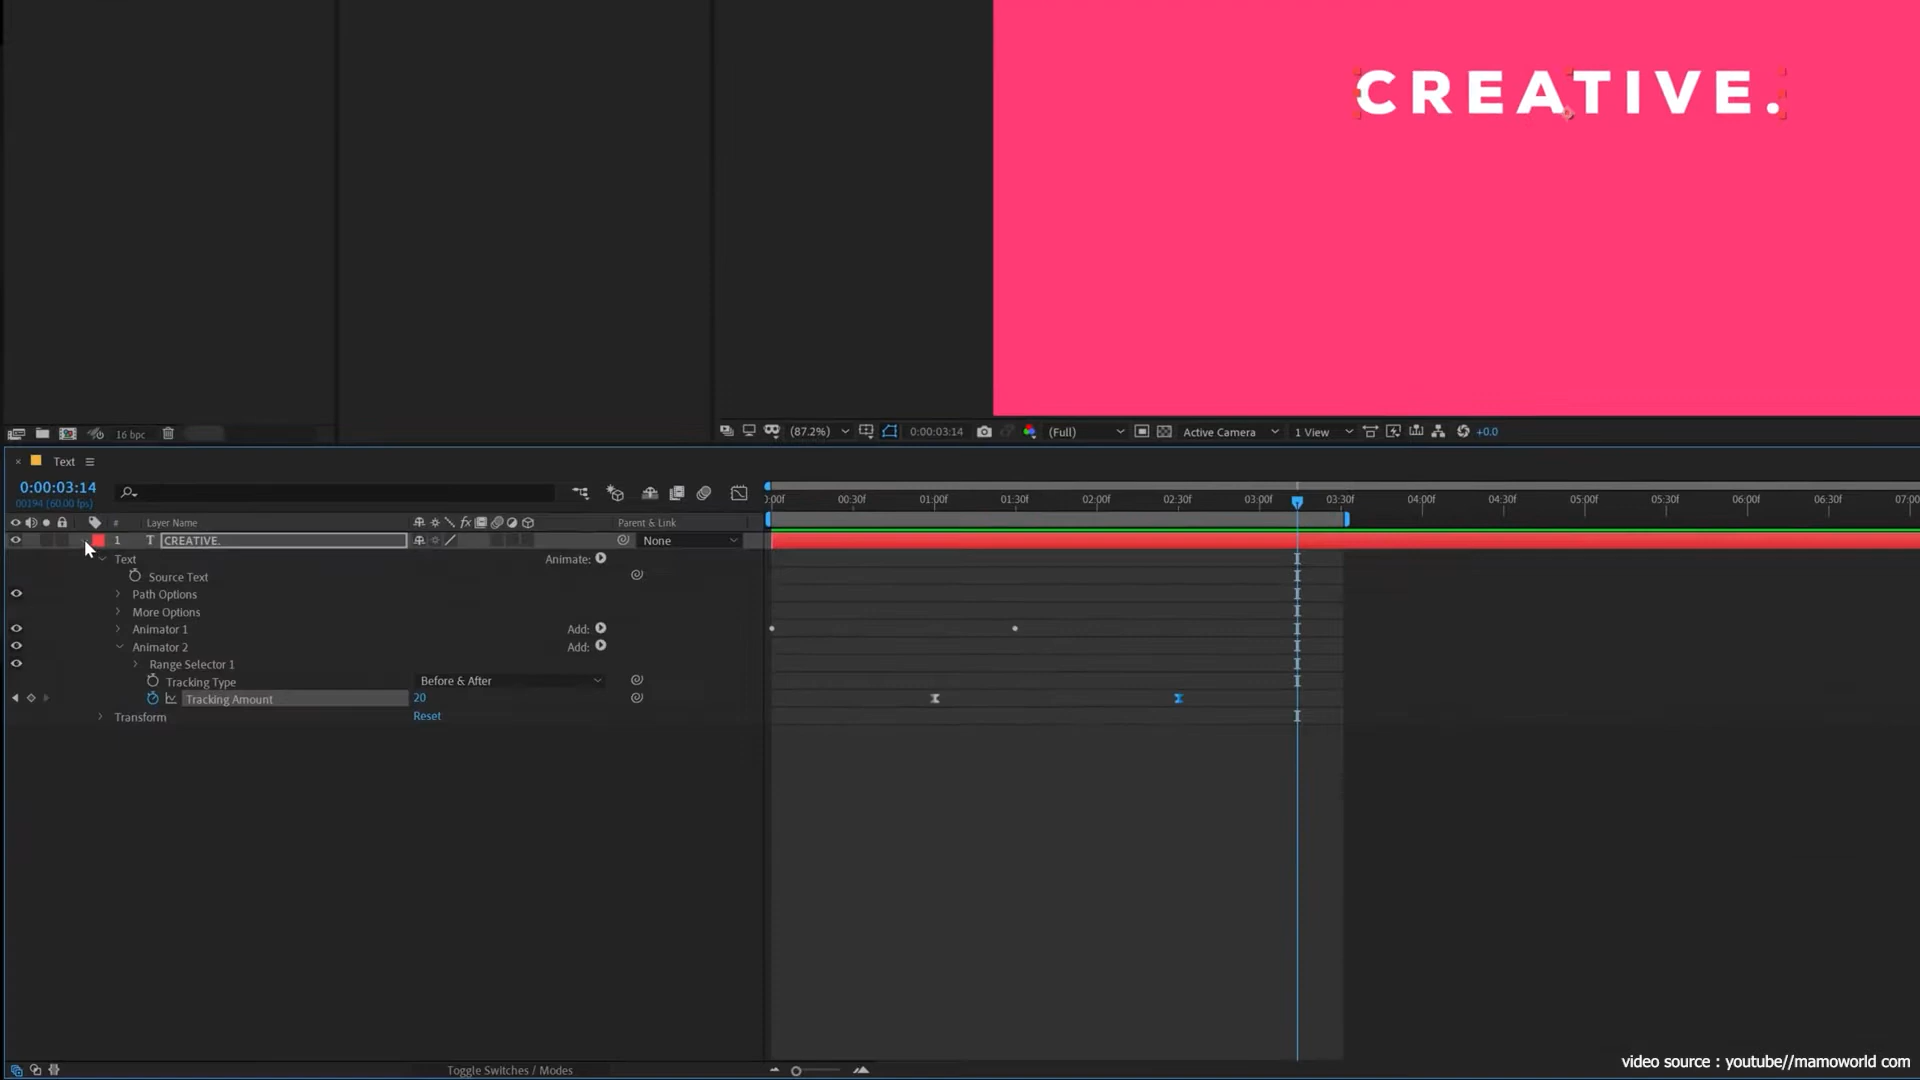 CREATIVE.
16 bpc
(87.2%)
0:00:03:14
(Full)
Active Camera
1 View
+0.0
Text
0:00:03:14
00194 (60.00 fps)
:00f
00:30f
01:00f
01:30f
02:00f
02:30f
03:00f
03:30f
04:00f
04:30f
05:00f
05:30f
06:00f
06:30f
07:00
#
Layer Name
fx
Parent & Link
1
T
CREATIVE.
None
Text
Animate:
Source Text
Path Options
More Options
Animator 1
Add:
Animator 2
Add:
Range Selector 1
Tracking Type
Before & After
Tracking Amount
20
Transform
Reset
Toggle Switches / Modes
video source : youtube//mamoworld com